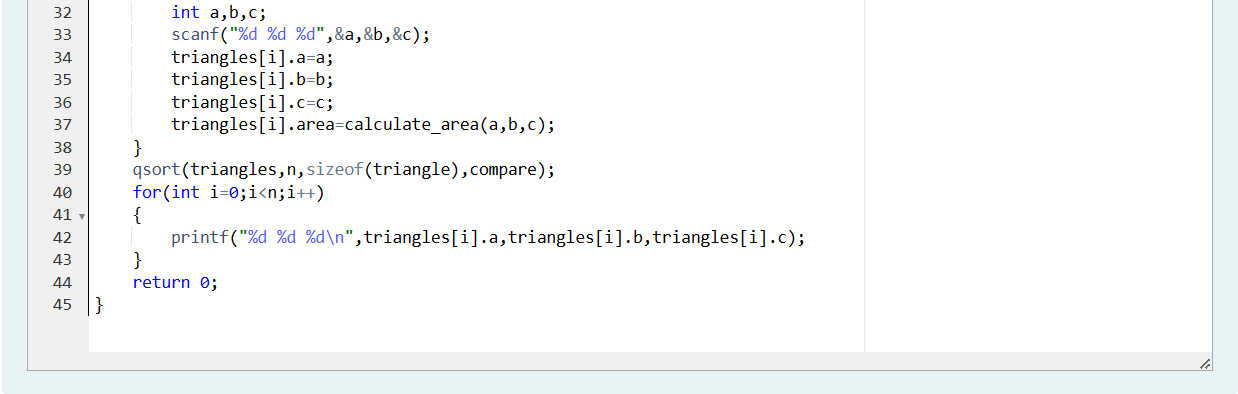 32         int a,b,c;
33         scanf("%d %d %d",&a,&b,&c);
34         triangles[i].a=a;
35         triangles[i].b=b;
36         triangles[i].c=c;
37         triangles[i].area=calculate_area(a,b,c);
38     }
39     qsort(triangles,n,sizeof(triangle),compare);
40     for(int i=0;i<n;i++)
41     {
42         printf("%d %d %d\n",triangles[i].a,triangles[i].b,triangles[i].c);
43     }
44     return 0;
45 }